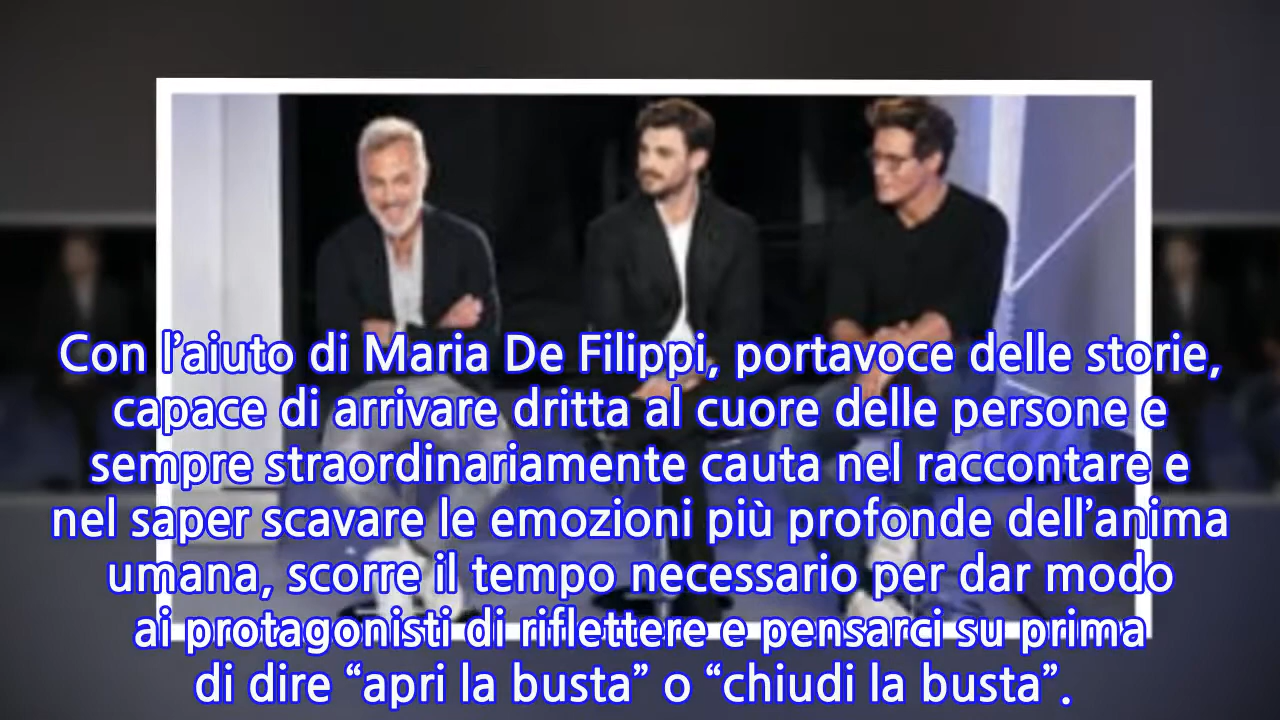 Con l’aiuto di Maria De Filippi, portavoce delle storie,
capace di arrivare dritta al cuore delle persone e
sempre straordinariamente cauta nel raccontare e
nel saper scavare le emozioni più profonde dell’anima
umana, scorre il tempo necessario per dar modo
ai protagonisti di riflettere e pensarci su prima
di dire “apri la busta” o “chiudi la busta”.